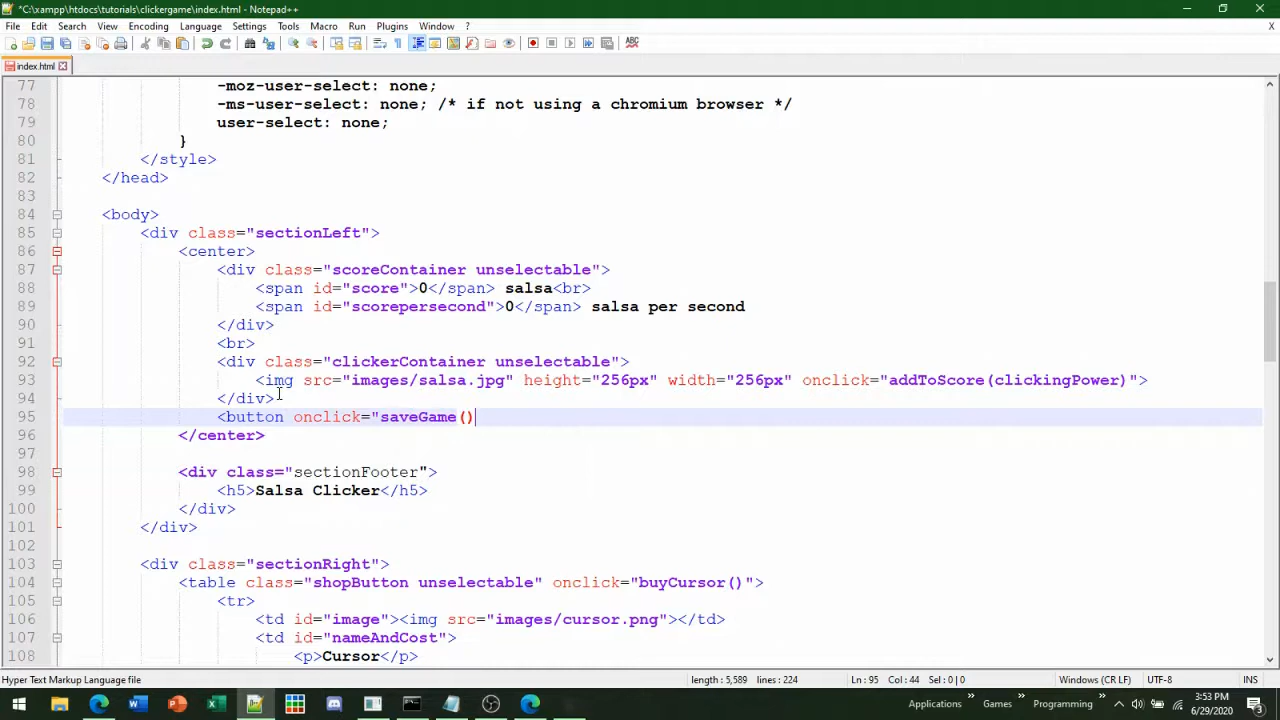 *C:\xampp\htdocs\tutorials\clickergame\index.html - Notepad++
File Edit Search View Encoding Language Settings Tools Macro Run Plugins Window ? X
index.html
77 -moz-user-select: none;
78 -ms-user-select: none; /* if not using a chromium browser */
79 user-select: none;
80 }
81 </style>
82 </head>
83
84 <body>
85 <div class="sectionLeft">
86 <center>
87 <div class="scoreContainer unselectable">
88 <span id="score">0</span> salsa<br>
89 <span id="scorepersecond">0</span> salsa per second
90 </div>
91 <br>
92 <div class="clickerContainer unselectable">
93 <img src="images/salsa.jpg" height="256px" width="256px" onclick="addToScore(clickingPower)">
94 </div>
95 <button onclick="saveGame()
96 </center>
97
98 <div class="sectionFooter">
99 <h5>Salsa Clicker</h5>
100 </div>
101 </div>
102
103 <div class="sectionRight">
104 <table class="shopButton unselectable" onclick="buyCursor()">
105 <tr>
106 <td id="image"><img src="images/cursor.png"></td>
107 <td id="nameAndCost">
108 <p>Cursor</p>
Hyper Text Markup Language file length : 5,589 lines : 224 Ln : 95 Col : 44 Sel : 0 | 0 Windows (CR LF) UTF-8 INS
Applications » Games » Programming » 3:53 PM
6/29/2020